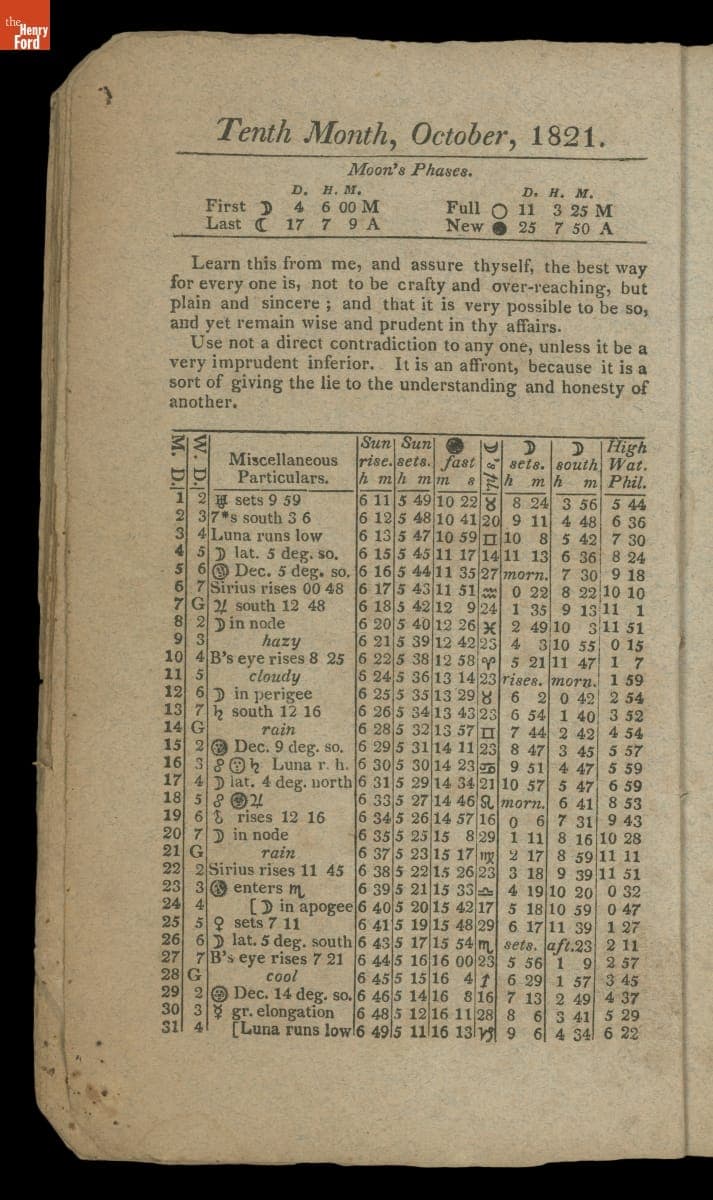 the
Henry
Ford
Tenth Month, October, 1821.
Moon's Phases.
D. H. M. D. H. M.
First ☽ 4 6 00 M Full ○ 11 3 25 M
Last ☾ 17 7 9 A New ● 25 7 50 A
Learn this from me, and assure thyself, the best way
for every one is, not to be crafty and over-reaching, but
plain and sincere ; and that it is very possible to be so,
and yet remain wise and prudent in thy affairs.
Use not a direct contradiction to any one, unless it be a
very imprudent inferior. It is an affront, because it is a
sort of giving the lie to the understanding and honesty of
another.
M. D. W. D. Miscellaneous Particulars. Sun rise. h m Sun sets. h m fast m s ☽ ☽ sets. h m ☽ south h m High Wat. Phil.
1 2 ♅ sets 9 59 6 11 5 49 10 22 ♉ 8 24 3 56 5 44
2 3 7*s south 3 6 6 12 5 48 10 41 20 9 11 4 48 6 36
3 4 Luna runs low 6 13 5 47 10 59 ♊ 10 8 5 42 7 30
4 5 ☽ lat. 5 deg. so. 6 15 5 45 11 17 14 11 13 6 36 8 24
5 6 ☉ Dec. 5 deg. so. 6 16 5 44 11 35 27 morn. 7 30 9 18
6 7 Sirius rises 00 48 6 17 5 43 11 51 ♒ 0 22 8 22 10 10
7 G ♃ south 12 48 6 18 5 42 12 9 24 1 35 9 13 11 1
8 2 ☽ in node 6 20 5 40 12 26 ♓ 2 49 10 3 11 51
9 3 hazy 6 21 5 39 12 42 23 4 3 10 55 0 15
10 4 B's eye rises 8 25 6 22 5 38 12 58 ♈ 5 21 11 47 1 7
11 5 cloudy 6 24 5 36 13 14 23 rises. morn. 1 59
12 6 ☽ in perigee 6 25 5 35 13 29 ♉ 6 2 0 42 2 54
13 7 ♄ south 12 16 6 26 5 34 13 43 23 6 54 1 40 3 52
14 G rain 6 28 5 32 13 57 ♊ 7 44 2 42 4 54
15 2 ☉ Dec. 9 deg. so. 6 29 5 31 14 11 23 8 47 3 45 5 57
16 3 ☍ ☉ ♄ Luna r. h. 6 30 5 30 14 23 ♋ 9 51 4 47 5 59
17 4 ☽ lat. 4 deg. north 6 31 5 29 14 34 21 10 57 5 47 6 59
18 5 ☍ ☉ ♃ 6 33 5 27 14 46 ♌ morn. 6 41 8 53
19 6 rises 12 16 6 34 5 26 14 57 16 0 6 7 31 9 43
20 7 ☽ in node 6 35 5 25 15 8 29 1 11 8 16 10 28
21 G rain 6 37 5 23 15 17 ♍ 2 17 8 59 11 11
22 2 Sirius rises 11 45 6 38 5 22 15 26 23 3 18 9 39 11 51
23 3 ☉ enters ♏ 6 39 5 21 15 33 ♎ 4 19 10 20 0 32
24 4 [☽ in apogee 6 40 5 20 15 42 17 5 18 10 59 0 47
25 5 ♀ sets 7 11 6 41 5 19 15 48 29 6 17 11 39 1 27
26 6 ☽ lat. 5 deg. south 6 43 5 17 15 54 ♏ sets. aft.23 2 11
27 7 B's eye rises 7 21 6 44 5 16 16 00 23 5 56 1 9 2 57
28 G cool 6 45 5 15 16 4 ♐ 6 29 1 57 3 45
29 2 ☉ Dec. 14 deg. so. 6 46 5 14 16 8 16 7 13 2 49 4 37
30 3 ☿ gr. elongation 6 48 5 12 16 11 28 8 6 3 41 5 29
31 4 [Luna runs low 6 49 5 11 16 13 ♑ 9 6 4 34 6 22